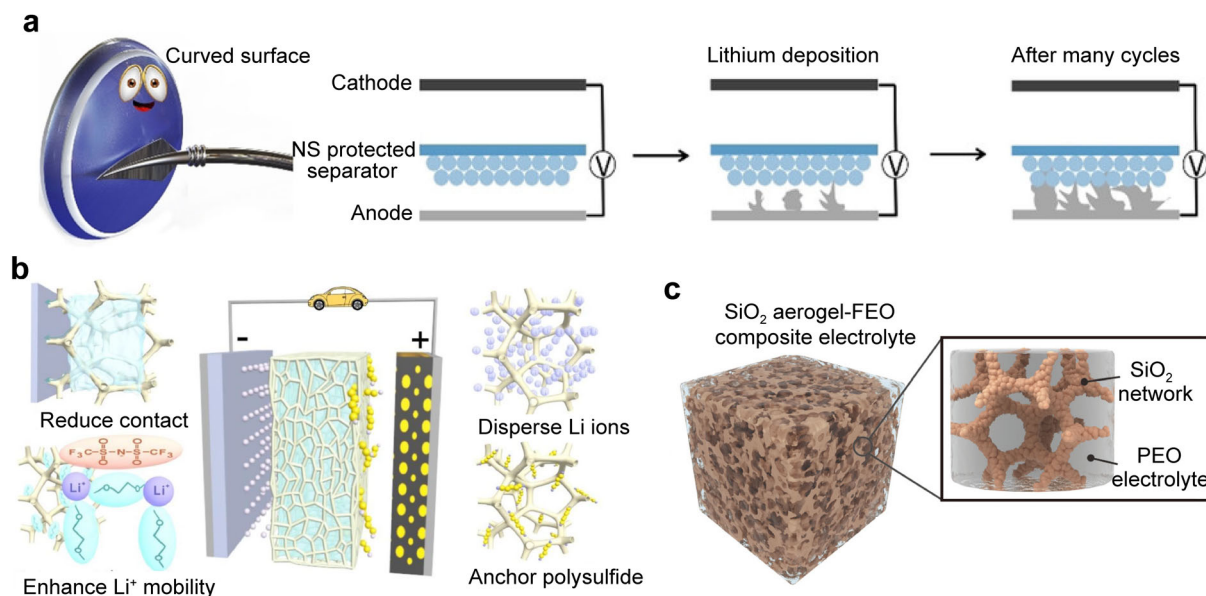 a
Curved surface
Cathode
NS protected
separator
Anode
V
Lithium deposition
V
After many cycles
V
b
Reduce contact
F₃C-S-N-S-CF₃
O
O
O
O
Li⁺
Li⁺
O
O
O
O
O
O
Enhance Li⁺ mobility
-
+
Disperse Li ions
Anchor polysulfide
c
SiO₂ aerogel-FEO
composite electrolyte
SiO₂
network
PEO
electrolyte